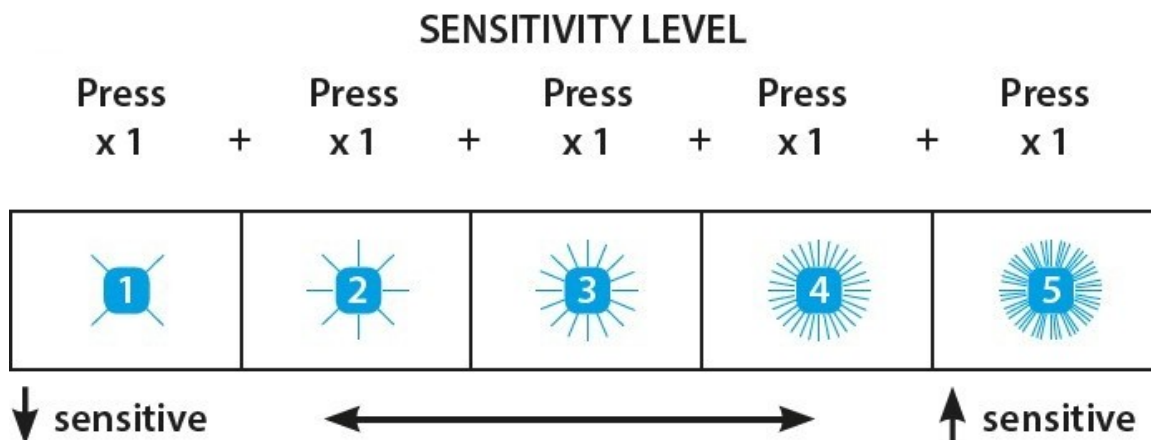 SENSITIVITY LEVEL
Press Press Press Press Press
x 1 + x 1 + x 1 + x 1 + x 1
1 2 3 4 5
↓ sensitive ↔ ↑ sensitive